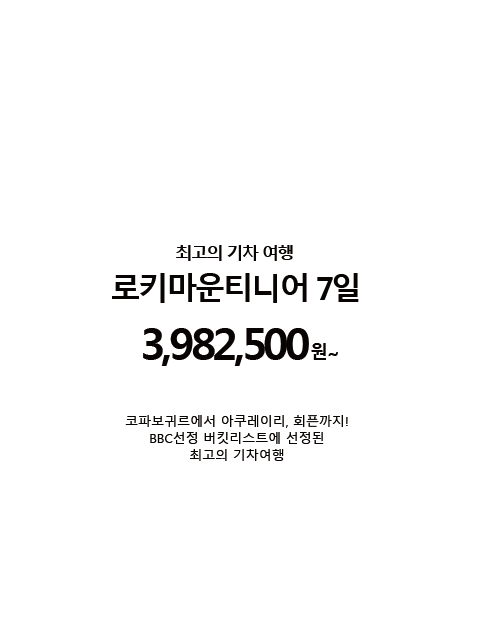 최고의 기차 여행
로키마운티니어 7일
3,982,500원~
코파보귀르에서 아쿠레이리, 회픈까지!
BBC선정 버킷리스트에 선정된
최고의 기차여행